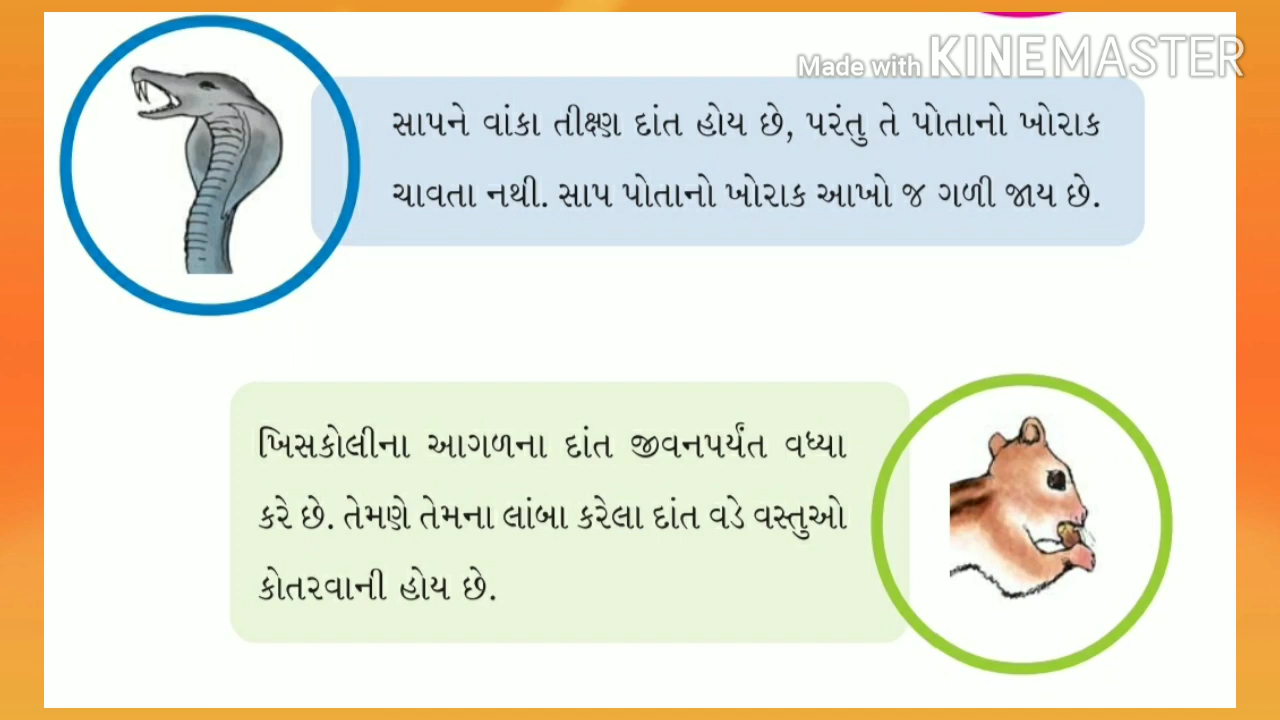 Made with KINEMASTER
સાપને વાંકા તીક્ષ્ણ દાંત હોય છે, પરંતુ તે પોતાનો ખોરાક
ચાવતા નથી. સાપ પોતાનો ખોરાક આખો જ ગળી જાય છે.
ખિસકોલીના આગળના દાંત જીવનપર્યંત વધ્યા
કરે છે. તેમણે તેમના લાંબા કરેલા દાંત વડે વસ્તુઓ
કોતરવાની હોય છે.